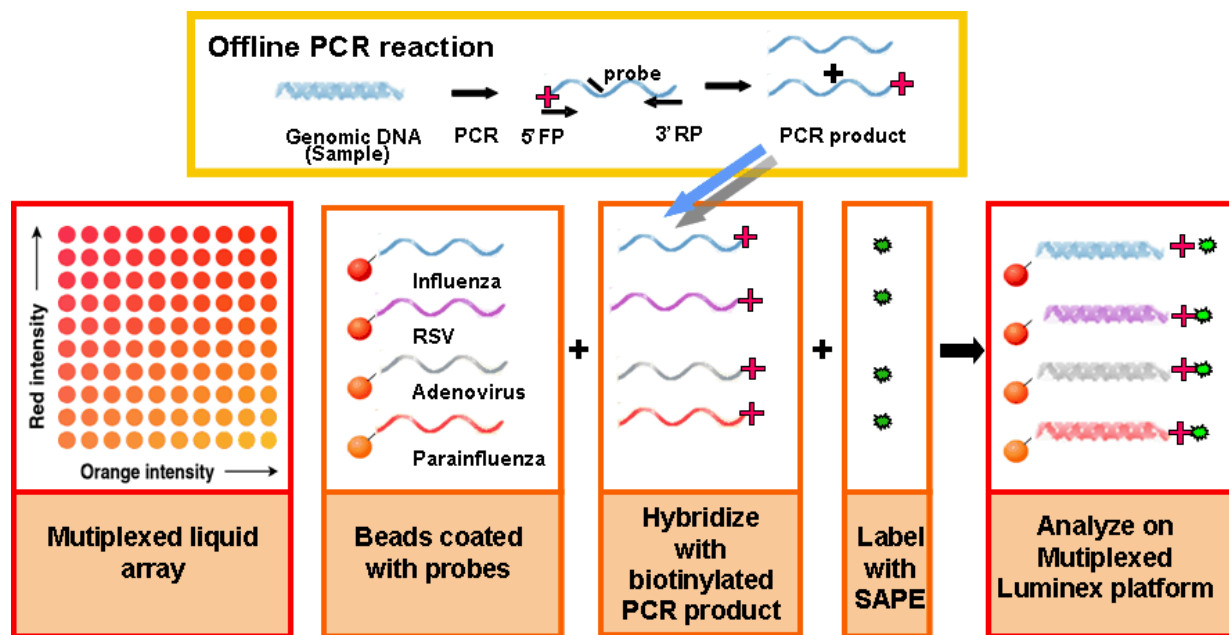 Offline PCR reaction
probe
Genomic DNA
(Sample)
PCR
5' FP
3' RP
PCR product
Red intensity
Orange intensity
Influenza
RSV
Adenovirus
Parainfluenza
Mutiplexed liquid
array
Beads coated
with probes
Hybridize
with
biotinylated
PCR product
Label
with
SAPE
Analyze on
Mutiplexed
Luminex platform